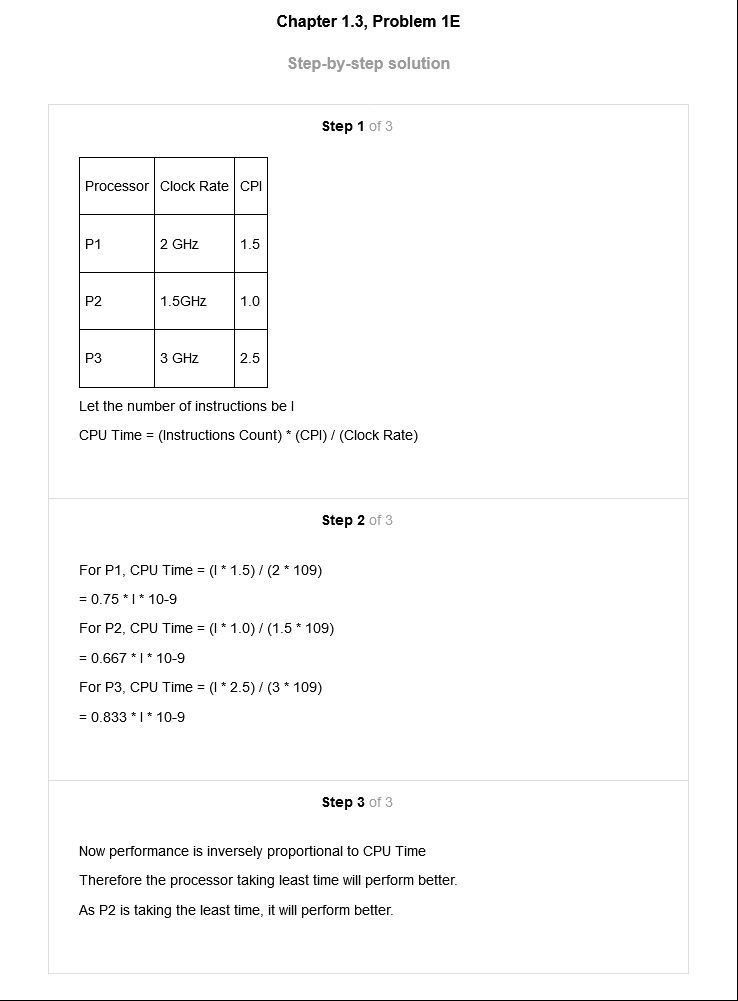 Chapter 1.3, Problem 1E
Step-by-step solution
Step 1 of 3
Processor Clock Rate CPI
P1 2 GHz 1.5
P2 1.5GHz 1.0
P3 3 GHz 2.5
Let the number of instructions be I
CPU Time = (Instructions Count) * (CPI) / (Clock Rate)
Step 2 of 3
For P1, CPU Time = (I * 1.5) / (2 * 109)
= 0.75 * I * 10-9
For P2, CPU Time = (I * 1.0) / (1.5 * 109)
= 0.667 * I * 10-9
For P3, CPU Time = (I * 2.5) / (3 * 109)
= 0.833 * I * 10-9
Step 3 of 3
Now performance is inversely proportional to CPU Time
Therefore the processor taking least time will perform better.
As P2 is taking the least time, it will perform better.